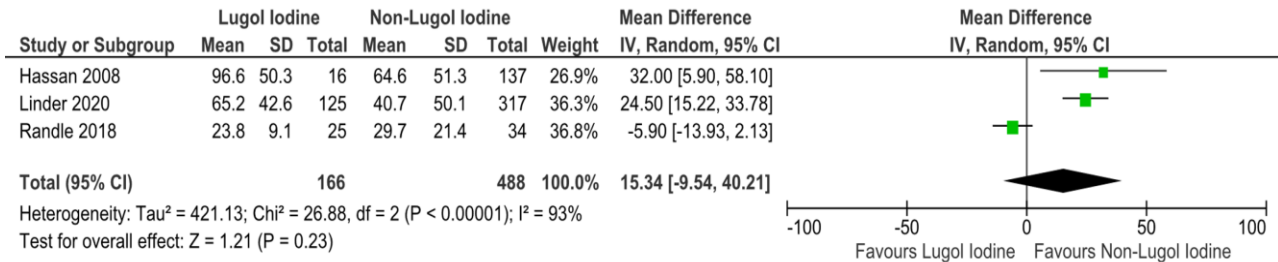 Lugol Iodine Non-Lugol Iodine Mean Difference Mean Difference
Study or Subgroup Mean SD Total Mean SD Total Weight IV, Random, 95% CI IV, Random, 95% CI
Hassan 2008 96.6 50.3 16 64.6 51.3 137 26.9% 32.00 [5.90, 58.10]
Linder 2020 65.2 42.6 125 40.7 50.1 317 36.3% 24.50 [15.22, 33.78]
Randle 2018 23.8 9.1 25 29.7 21.4 34 36.8% -5.90 [-13.93, 2.13]
Total (95% CI) 166 488 100.0% 15.34 [-9.54, 40.21]
Heterogeneity: Tau² = 421.13; Chi² = 26.88, df = 2 (P < 0.00001); I² = 93%
Test for overall effect: Z = 1.21 (P = 0.23)
-100 -50 0 50 100
Favours Lugol Iodine Favours Non-Lugol Iodine